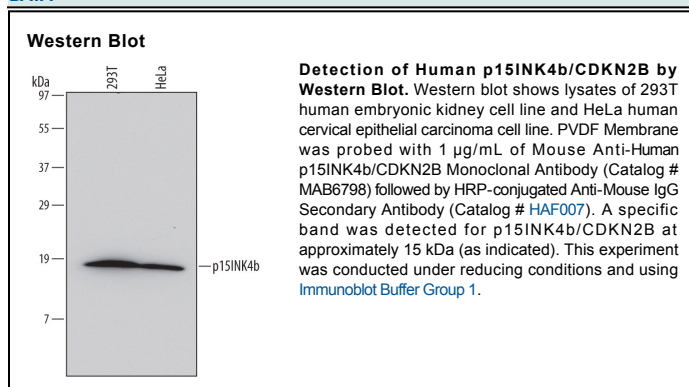 Western Blot
kDa
293T
HeLa
97
55
37
29
19
7
p15INK4b
Detection of Human p15INK4b/CDKN2B by
Western Blot. Western blot shows lysates of 293T
human embryonic kidney cell line and HeLa human
cervical epithelial carcinoma cell line. PVDF Membrane
was probed with 1 µg/mL of Mouse Anti-Human
p15INK4b/CDKN2B Monoclonal Antibody (Catalog #
MAB6798) followed by HRP-conjugated Anti-Mouse IgG
Secondary Antibody (Catalog # HAF007). A specific
band was detected for p15INK4b/CDKN2B at
approximately 15 kDa (as indicated). This experiment
was conducted under reducing conditions and using
Immunoblot Buffer Group 1.